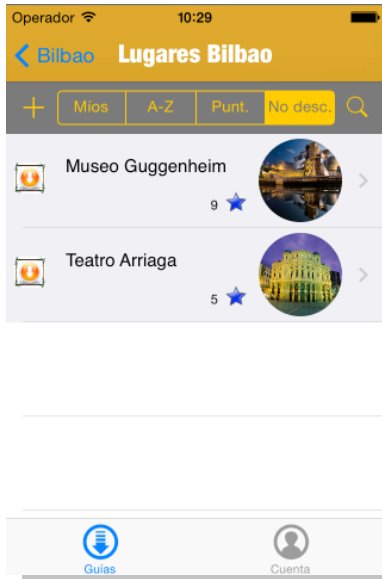 Operador 10:29
Bilbao Lugares Bilbao
Míos A-Z Punt. No desc.
Museo Guggenheim
9
Teatro Arriaga
5
Guías Cuenta